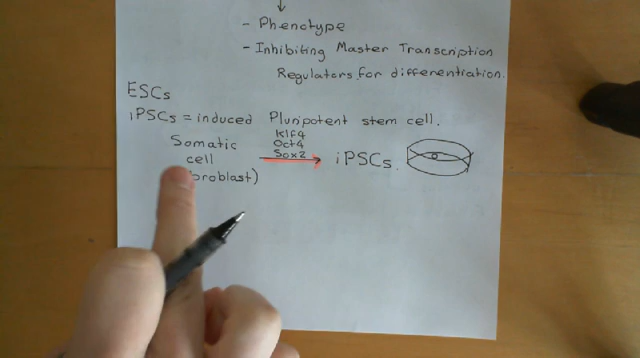 - Phenotype
- Inhibiting Master Transcription
Regulators for differentiation.
ESCs
iPSCs = induced Pluripotent stem cell.
Klf4
Oct4
Somatic
Sox2
cell
iPSCs.
broblast)